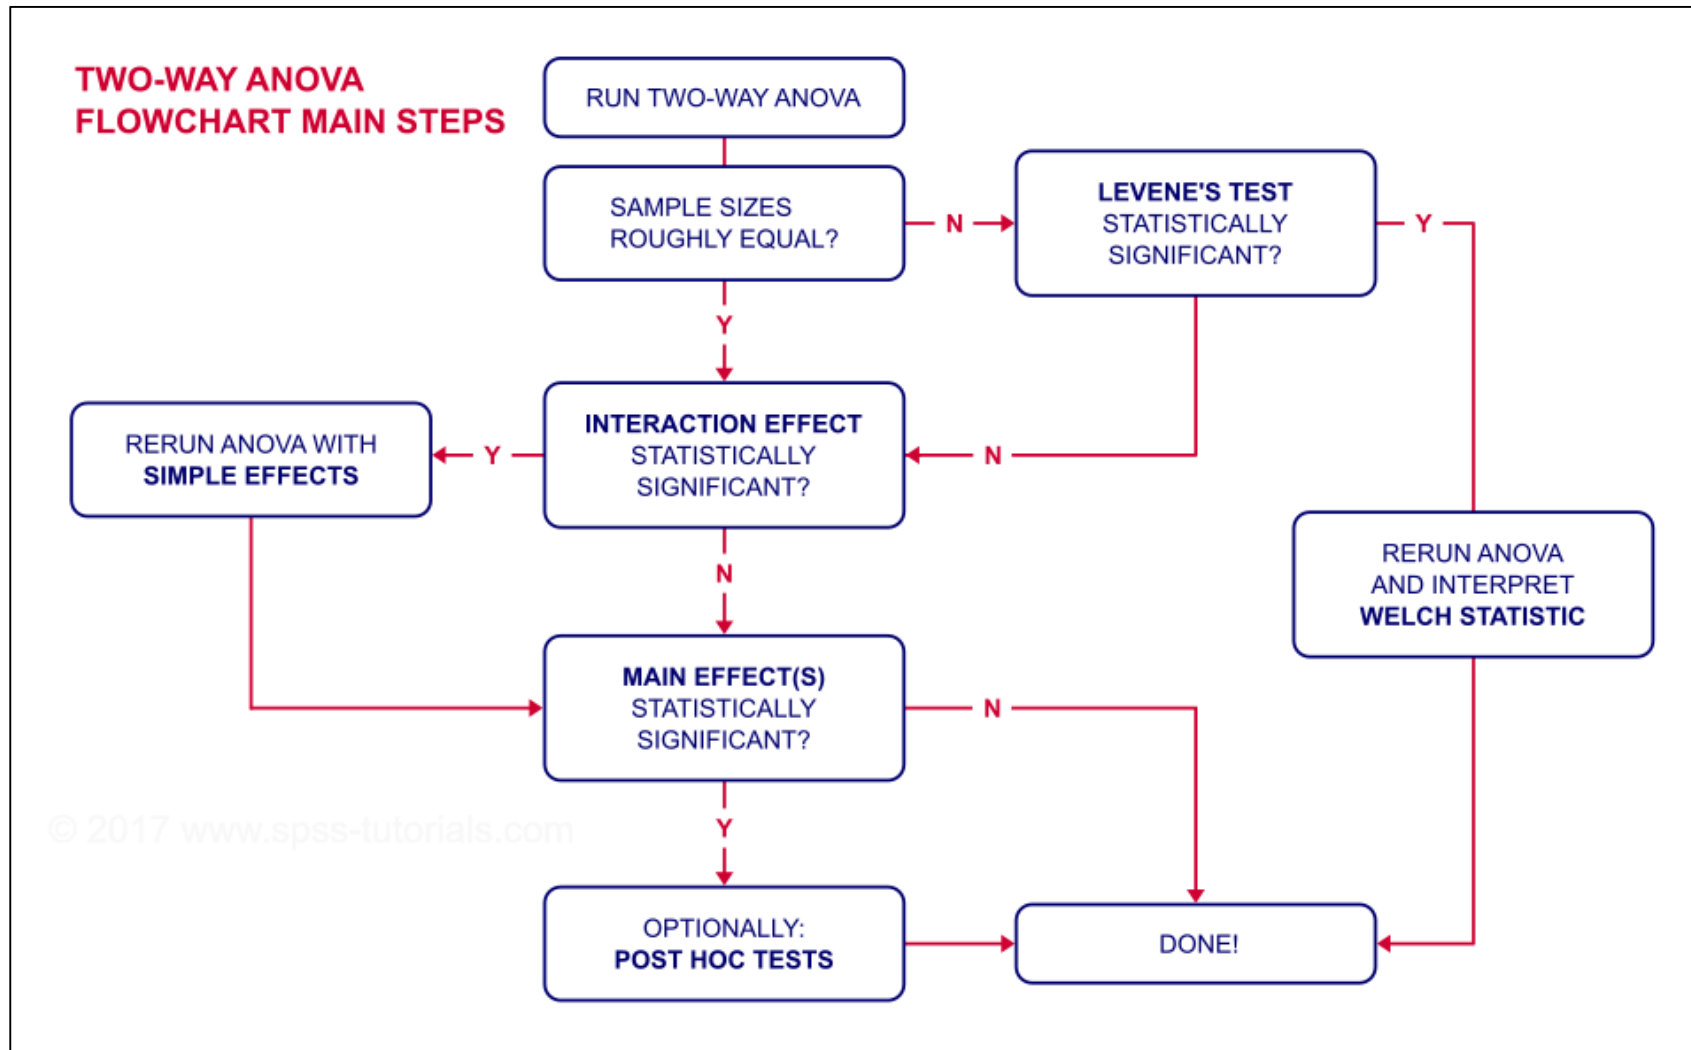 TWO-WAY ANOVA
FLOWCHART MAIN STEPS
RUN TWO-WAY ANOVA
SAMPLE SIZES
ROUGHLY EQUAL?
N
LEVENE'S TEST
STATISTICALLY
SIGNIFICANT?
Y
Y
INTERACTION EFFECT
STATISTICALLY
SIGNIFICANT?
N
Y
RERUN ANOVA WITH
SIMPLE EFFECTS
N
RERUN ANOVA
AND INTERPRET
WELCH STATISTIC
MAIN EFFECT(S)
STATISTICALLY
SIGNIFICANT?
N
Y
© 2017 www.spss-tutorials.com
OPTIONALLY:
POST HOC TESTS
DONE!